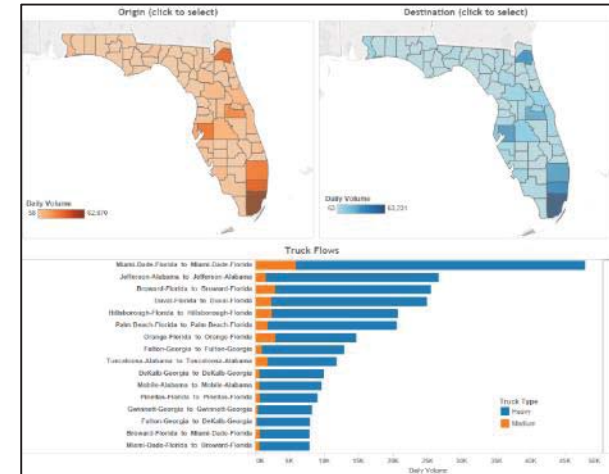 Origin (click to select)
Destination (click to select)
Daily Volume
Daily Volume
Truck Flows
Miami-Dade-Florida to Miami-Dade-Florida
Jefferson-Alabama to Jefferson-Alabama
Broward-Florida to Broward-Florida
Duval-Florida to Duval-Florida
Hillsborough-Florida to Hillsborough-Florida
Palm Beach-Florida to Palm Beach-Florida
Orange-Florida to Orange-Florida
Fulton-Georgia to Fulton-Georgia
Tuscaloosa-Alabama to Tuscaloosa-Alabama
DeKalb-Georgia to DeKalb-Georgia
Mobile-Alabama to Mobile-Alabama
Pinellas-Florida to Pinellas-Florida
Gwinnett-Georgia to Gwinnett-Georgia
Fulton-Georgia to DeKalb-Georgia
Broward-Florida to Miami-Dade-Florida
Miami-Dade-Florida to Broward-Florida
Truck Type
Heavy
Medium
0K 5K 10K 15K 20K 25K 30K 35K 40K 45K 50K
Daily Volume